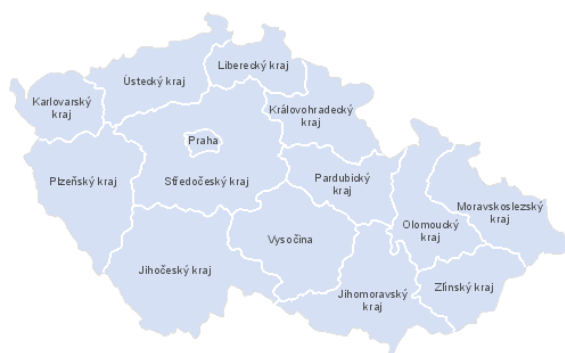 Liberecký kraj
Ústecký kraj
Karlovarský
kraj
Královohradecký
kraj
Praha
Plzeňský kraj
Středočeský kraj
Pardubický
kraj
Moravskoslezský
kraj
Olomoucký
kraj
Vysočina
Jihočeský kraj
Jihomoravský
kraj
Zlínský kraj